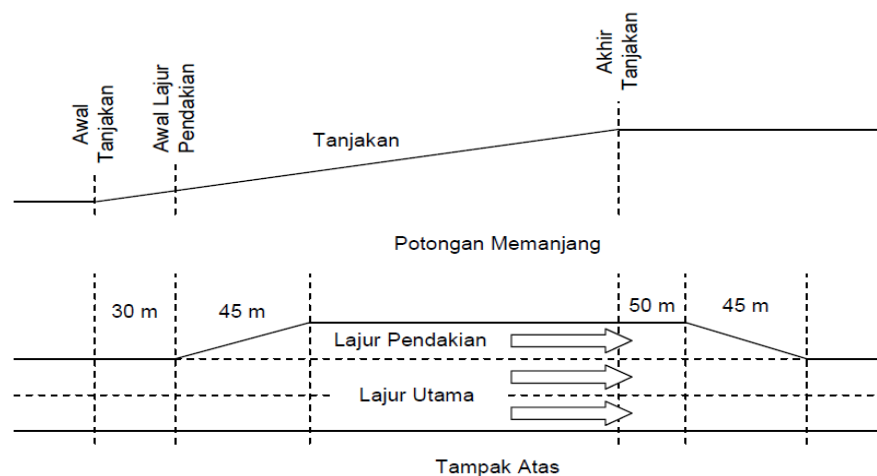 Awal
Tanjakan
Awal Lajur
Pendakian
Akhir
Tanjakan
Tanjakan
Potongan Memanjang
30 m
45 m
50 m
45 m
Lajur Pendakian
Lajur Utama
Tampak Atas